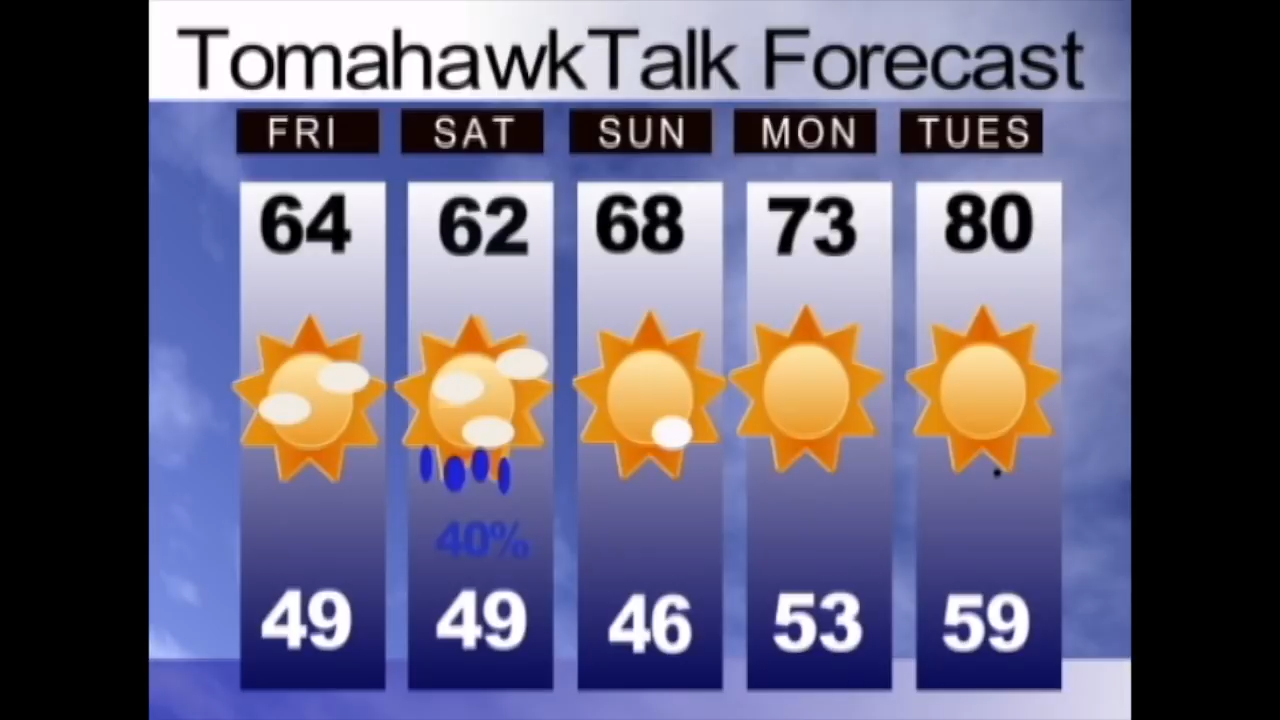 TomahawkTalk Forecast
FRI SAT SUN MON TUES
64 62 68 73 80
40%
49 49 46 53 59